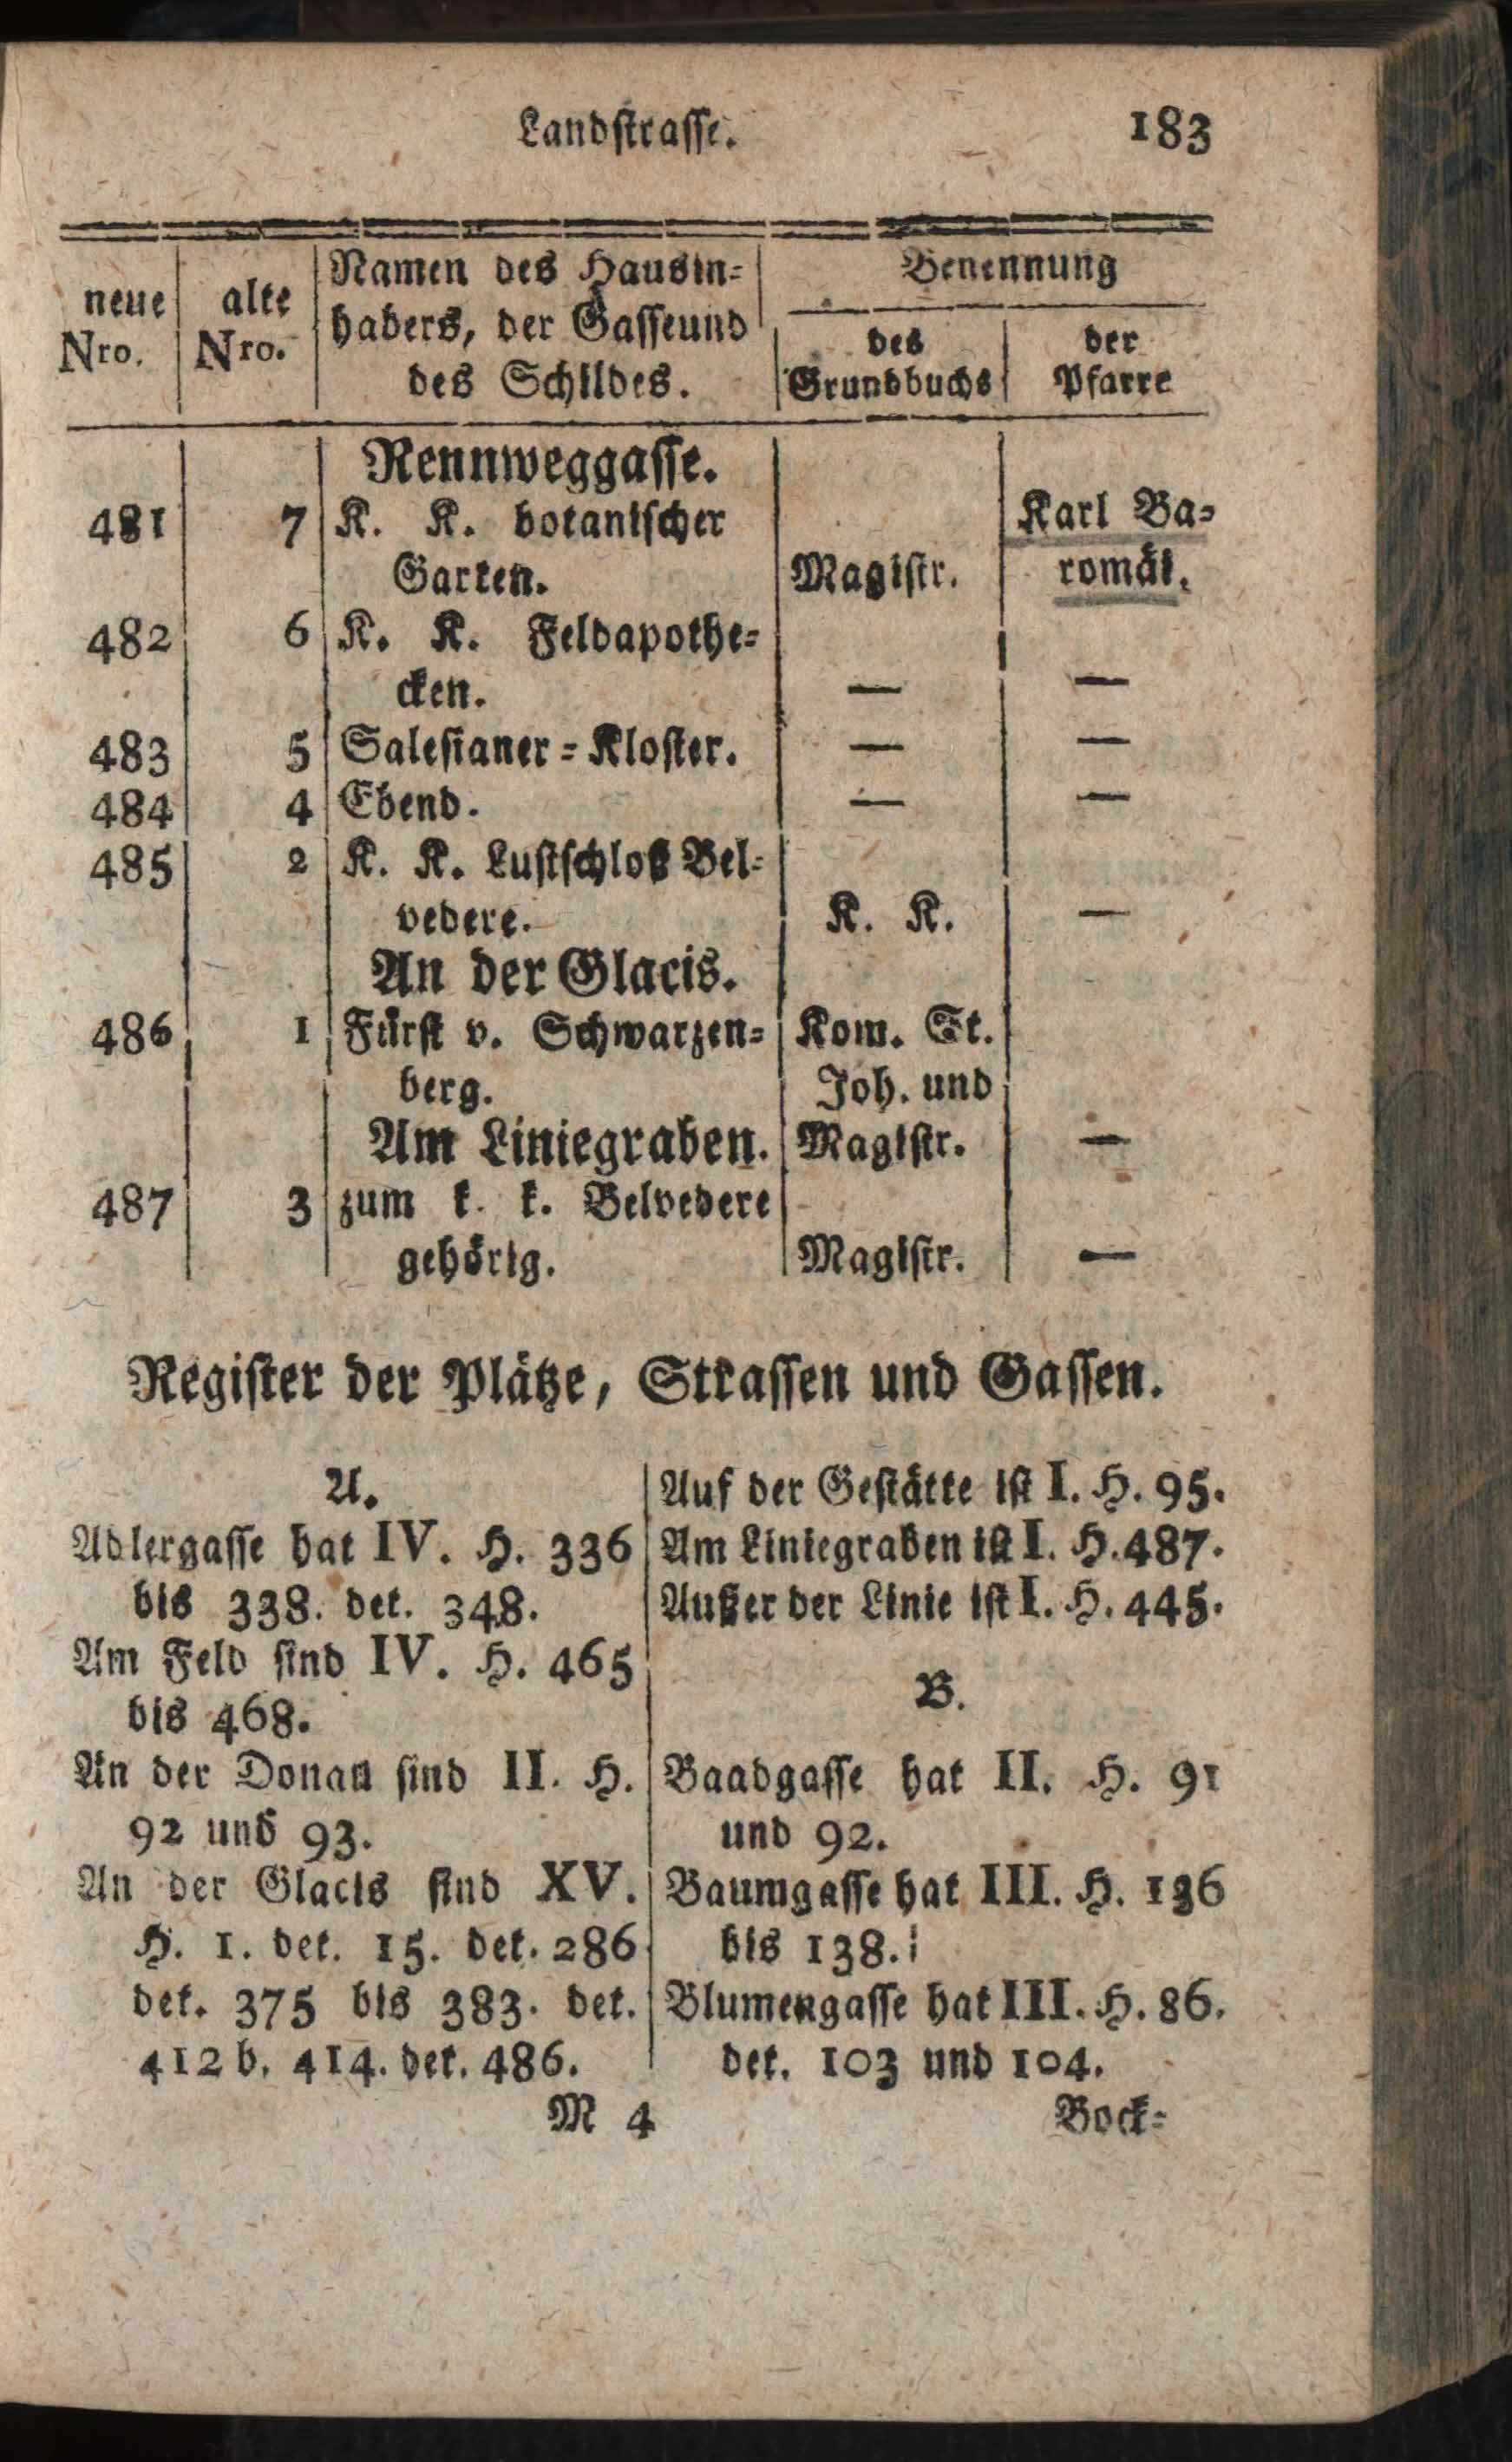 Landstrasse. 183
neue Nro. alte Nro. Namen des Hausin= Benennung
habers, der Gasseund des der
des Schildes. Grundbuchs Pfarre
Rennweggasse.
481 7 K. K. botanischer Karl Ba=
Garten. Magistr. romäi.
482 6 K. K. Feldapothe=
cken. — —
483 5 Salesianer=Kloster. — —
484 4 Ebend. — —
485 2 K. K. Lustschloß Bel=
vedere. K. K. —
An der Glacis.
486 1 Fürst v. Schwarzen= Kom. St.
berg. Joh. und
Am Liniegraben. Magistr. —
487 3 zum k. k. Belvedere
gehörig. Magistr. —
Register der Plätze, Strassen und Gassen.
A.
Adlergasse hat IV. H. 336
bis 338. det. 348.
Am Feld sind IV. H. 465
bis 468.
An der Donau sind II. H.
92 und 93.
An der Glacis sind XV.
H. 1. det. 15. det. 286
det. 375 bis 383. det.
412 b. 414. det. 486.
Auf der Gestätte ist I. H. 95.
Am Liniegraben ist I. H. 487.
Außer der Linie ist I. H. 445.
B.
Baadgasse hat II. H. 91
und 92.
Baumgasse hat III. H. 136
bis 138.
Blumengasse hat III. H. 86.
det. 103 und 104.
M 4 Bock=